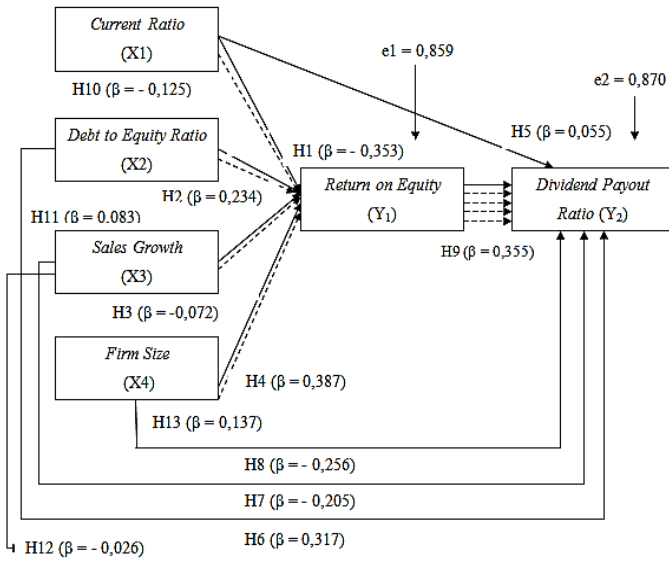 Current Ratio
(X1)
e1 = 0,859
e2 = 0,870
H10 (β = - 0,125)
Debt to Equity Ratio
(X2)
H5 (β = 0,055)
H1 (β = - 0,353)
Return on Equity
(Y₁)
Dividend Payout
Ratio (Y₂)
H2 (β = 0,234)
H11 (β = 0.083)
Sales Growth
(X3)
H9 (β = 0,355)
H3 (β = -0,072)
Firm Size
(X4)
H4 (β = 0,387)
H13 (β = 0,137)
H8 (β = - 0,256)
H7 (β = - 0,205)
H6 (β = 0,317)
H12 (β = - 0,026)